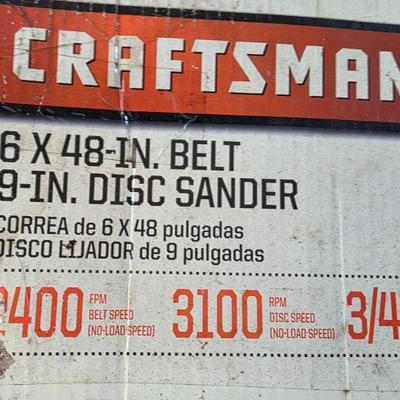 CRAFTSMAN
6 X 48-IN. BELT
9-IN. DISC SANDER
CORREA de 6 X 48 pulgadas
DISCO LIJADOR de 9 pulgadas
2400 FPM BELT SPEED (NO-LOAD SPEED) 3100 RPM DISC SPEED (NO-LOAD SPEED) 3/4